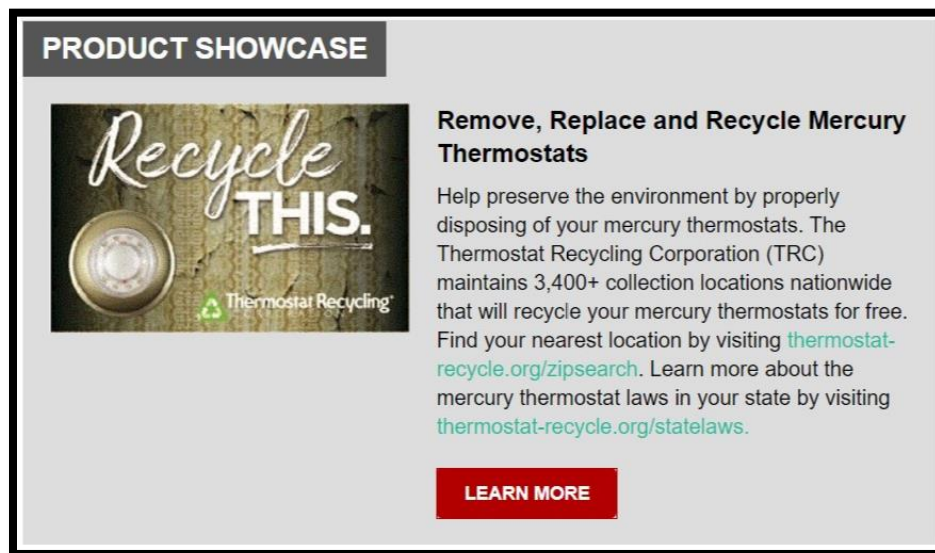 PRODUCT SHOWCASE
Recycle
THIS.
Thermostat Recycling
Remove, Replace and Recycle Mercury
Thermostats
Help preserve the environment by properly
disposing of your mercury thermostats. The
Thermostat Recycling Corporation (TRC)
maintains 3,400+ collection locations nationwide
that will recycle your mercury thermostats for free.
Find your nearest location by visiting thermostat-
recycle.org/zipsearch. Learn more about the
mercury thermostat laws in your state by visiting
thermostat-recycle.org/statelaws.
LEARN MORE